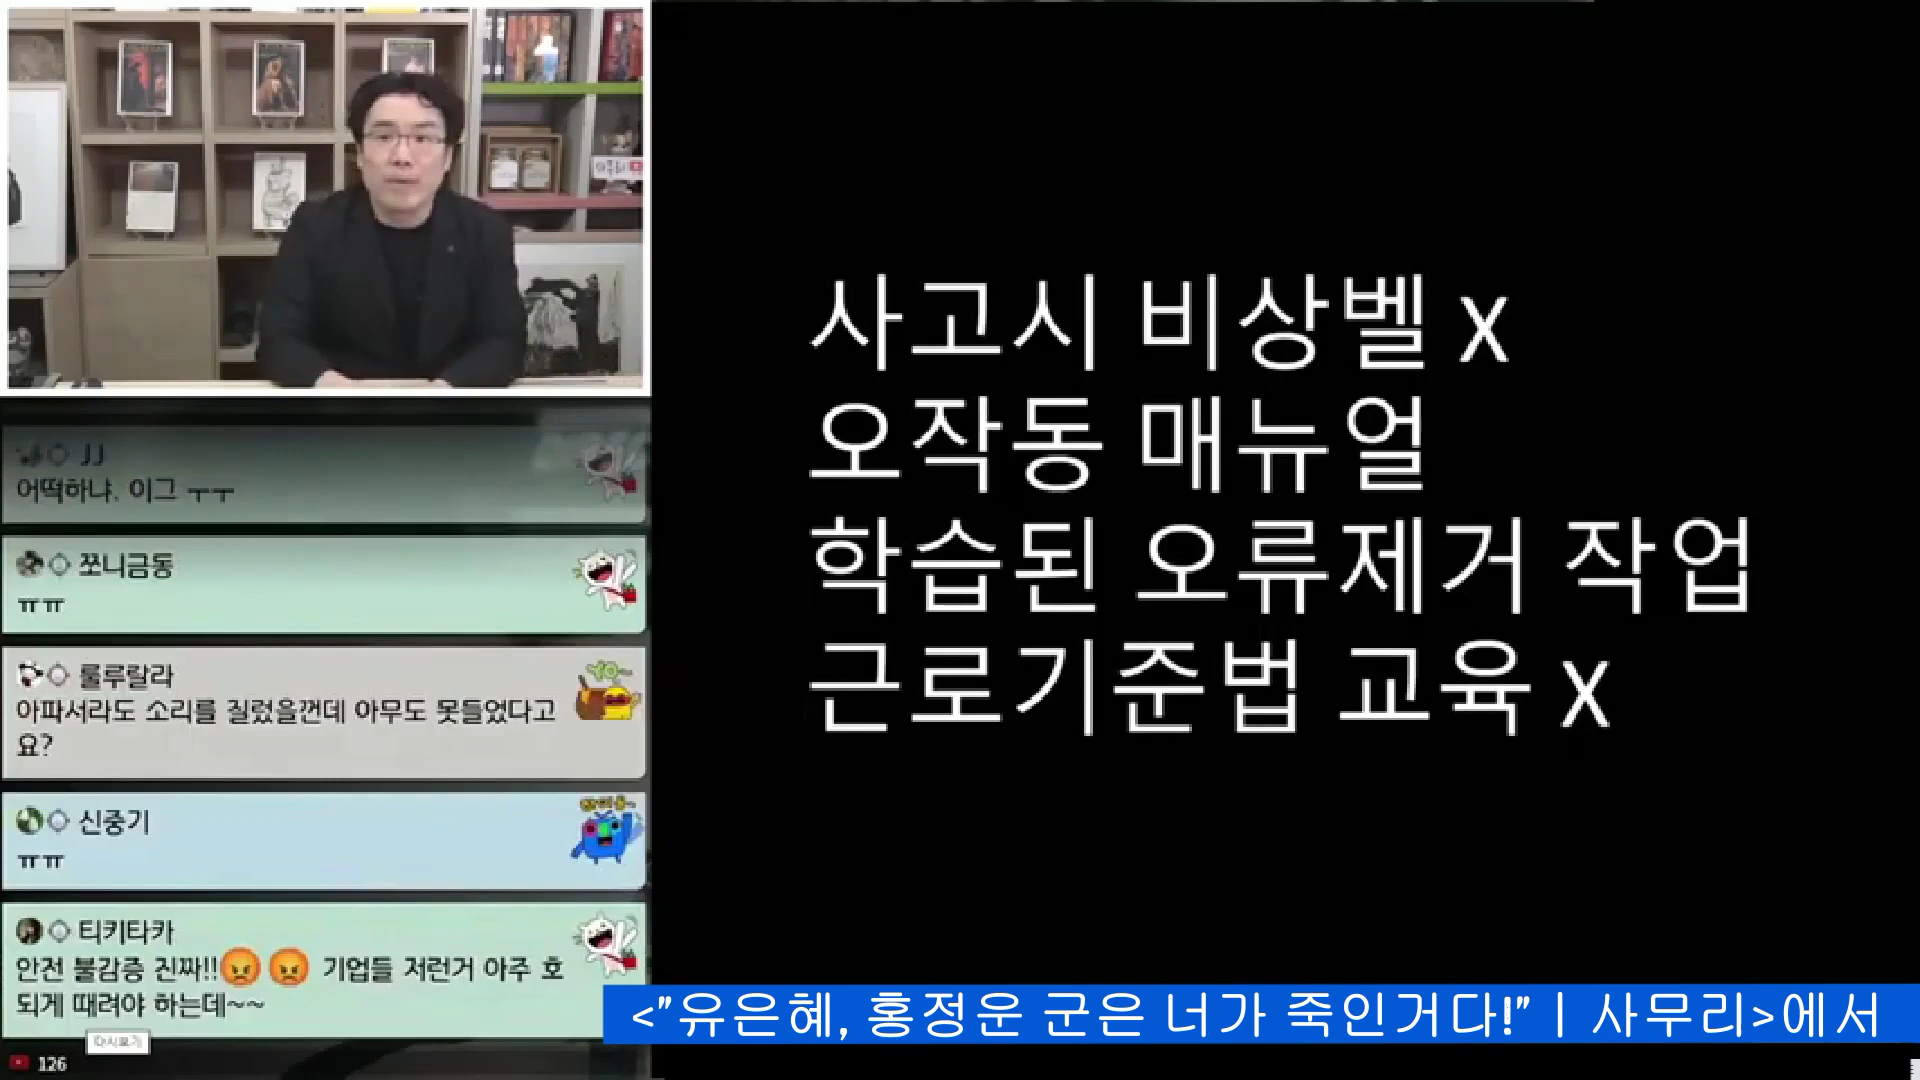 사고시 비상벨 x
오작동 매뉴얼
학습된 오류제거 작업
근로기준법 교육 x
JJ
어떡하냐. 이그 ㅜㅜ
쪼니금동
ㅠㅠ
룰루랄라
아파서라도 소리를 질렀을껀데 아무도 못들었다고
요?
신중기
ㅠㅠ
티키타카
안전 불감증 진짜!!😡😡 기업들 저런거 아주 호
되게 때려야 하는데~~
다시보기
126
<"유은혜, 홍정운 군은 너가 죽인거다!" | 사무리>에서